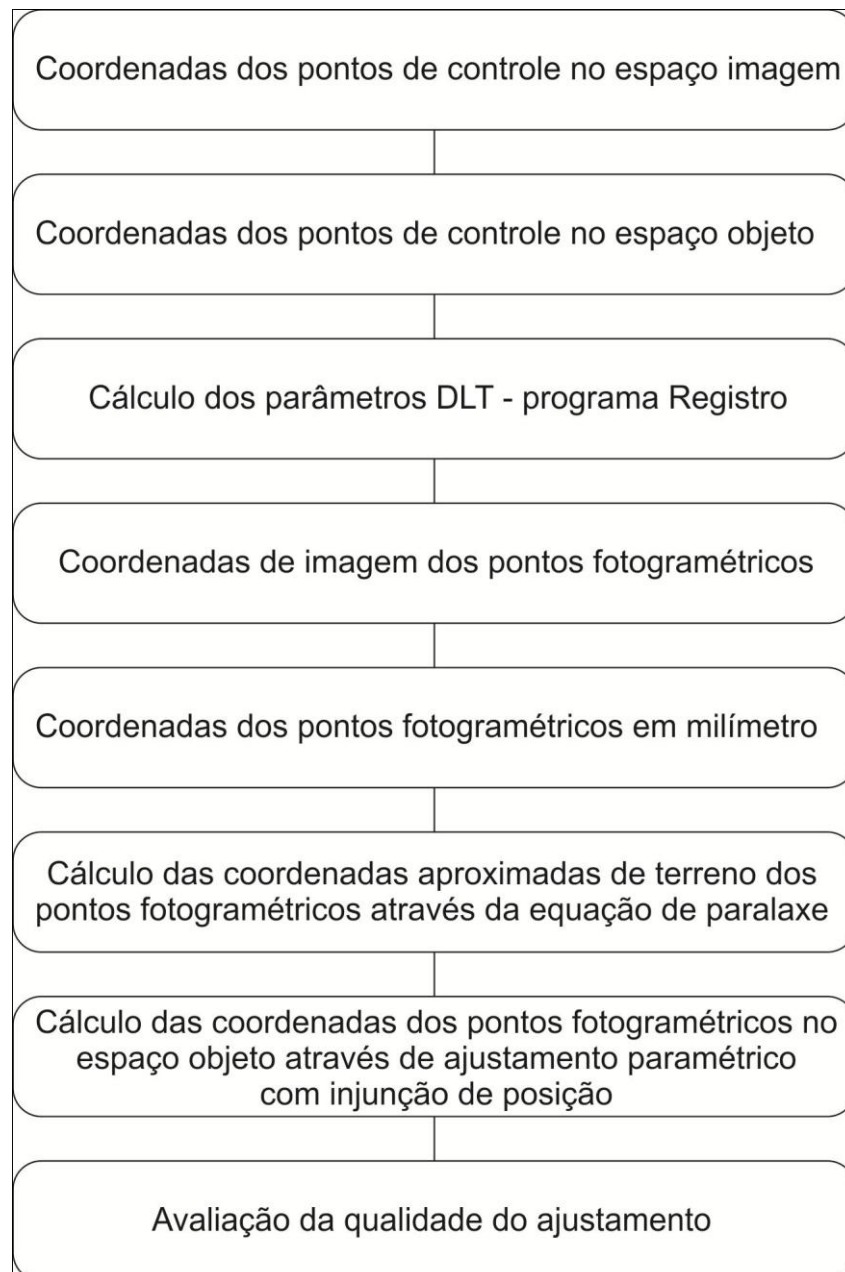 Coordenadas dos pontos de controle no espaço imagem
Coordenadas dos pontos de controle no espaço objeto
Cálculo dos parâmetros DLT - programa Registro
Coordenadas de imagem dos pontos fotogramétricos
Coordenadas dos pontos fotogramétricos em milímetro
Cálculo das coordenadas aproximadas de terreno dos
pontos fotogramétricos através da equação de paralaxe
Cálculo das coordenadas dos pontos fotogramétricos no
espaço objeto através de ajustamento paramétrico
com injunção de posição
Avaliação da qualidade do ajustamento